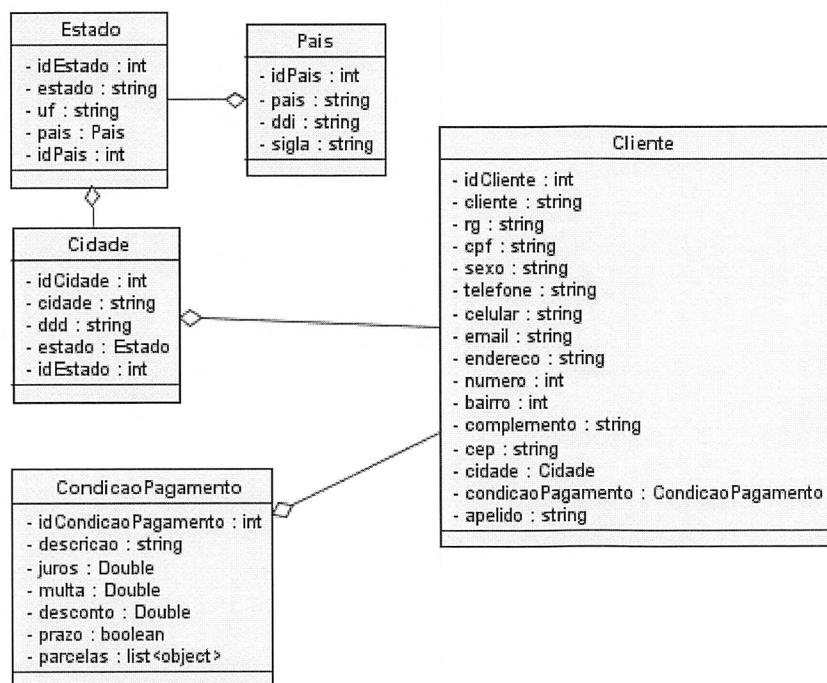 Estado
- idEstado : int
- estado : string
- uf : string
- pais : Pais
- idPais : int
Pais
- idPais : int
- pais : string
- ddi : string
- sigla : string
Cidade
- idCidade : int
- cidade : string
- ddd : string
- estado : Estado
- idEstado : int
Cliente
- idCliente : int
- cliente : string
- rg : string
- cpf : string
- sexo : string
- telefone : string
- celular : string
- email : string
- endereco : string
- numero : int
- bairro : int
- complemento : string
- cep : string
- cidade : Cidade
- condicaoPagamento : CondicaoPagamento
- apelido : string
CondicaoPagamento
- idCondicaoPagamento : int
- descricao : string
- juros : Double
- multa : Double
- desconto : Double
- prazo : boolean
- parcelas : list<object>